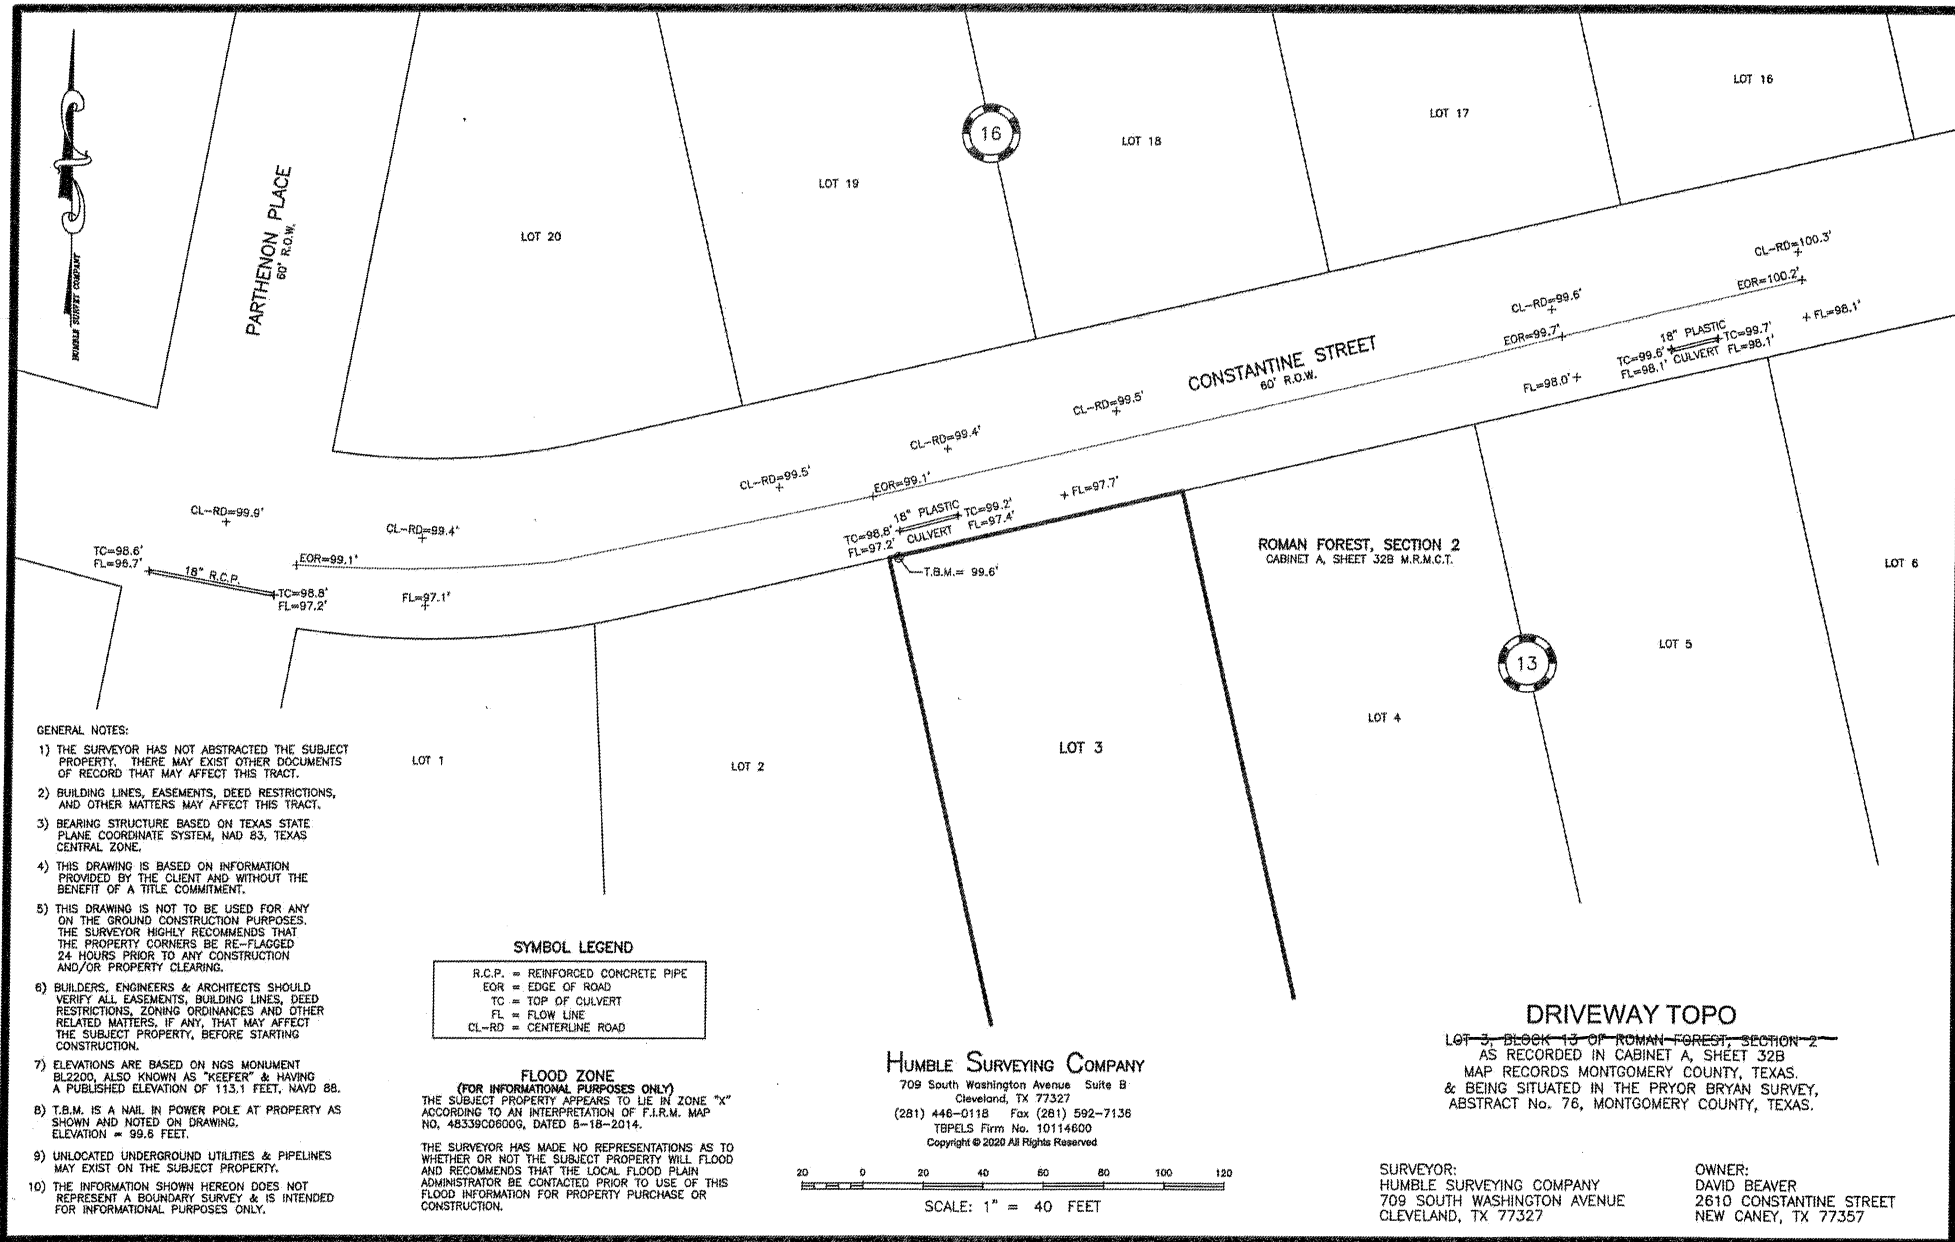 HUMBLE SURVEY COMPANY
PARTHENON PLACE
60' R.O.W.
LOT 20
LOT 19
16
LOT 18
LOT 17
LOT 16
CONSTANTINE STREET
60' R.O.W.
CL-RD=100.3'
EOR=100.2'
CL-RD=99.6'
EOR=99.7'
FL=98.1'
18" PLASTIC
CULVERT
TC=99.7'
FL=98.1'
TC=99.6'
FL=98.1'
FL=98.0'
CL-RD=99.5'
CL-RD=99.4'
CL-RD=99.5'
EOR=99.1'
FL=97.7'
18" PLASTIC
CULVERT
TC=99.2'
FL=97.4'
TC=98.8'
FL=97.2'
T.B.M.= 99.6'
CL-RD=99.9'
CL-RD=99.4'
TC=98.6'
FL=96.7'
18" R.C.P.
EOR=99.1'
TC=98.8'
FL=97.2'
FL=97.1'
ROMAN FOREST, SECTION 2
CABINET A, SHEET 32B M.R.M.C.T.
LOT 6
13
LOT 5
LOT 4
LOT 3
LOT 2
LOT 1
GENERAL NOTES:
1) THE SURVEYOR HAS NOT ABSTRACTED THE SUBJECT
PROPERTY. THERE MAY EXIST OTHER DOCUMENTS
OF RECORD THAT MAY AFFECT THIS TRACT.
2) BUILDING LINES, EASEMENTS, DEED RESTRICTIONS,
AND OTHER MATTERS MAY AFFECT THIS TRACT.
3) BEARING STRUCTURE BASED ON TEXAS STATE
PLANE COORDINATE SYSTEM, NAD 83, TEXAS
CENTRAL ZONE.
4) THIS DRAWING IS BASED ON INFORMATION
PROVIDED BY THE CLIENT AND WITHOUT THE
BENEFIT OF A TITLE COMMITMENT.
5) THIS DRAWING IS NOT TO BE USED FOR ANY
ON THE GROUND CONSTRUCTION PURPOSES.
THE SURVEYOR HIGHLY RECOMMENDS THAT
THE PROPERTY CORNERS BE RE-FLAGGED
24 HOURS PRIOR TO ANY CONSTRUCTION
AND/OR PROPERTY CLEARING.
6) BUILDERS, ENGINEERS & ARCHITECTS SHOULD
VERIFY ALL EASEMENTS, BUILDING LINES, DEED
RESTRICTIONS, ZONING ORDINANCES AND OTHER
RELATED MATTERS, IF ANY, THAT MAY AFFECT
THE SUBJECT PROPERTY, BEFORE STARTING
CONSTRUCTION.
7) ELEVATIONS ARE BASED ON NGS MONUMENT
BL2200, ALSO KNOWN AS "KEEFER" & HAVING
A PUBLISHED ELEVATION OF 113.1 FEET, NAVD 88.
8) T.B.M. IS A NAIL IN POWER POLE AT PROPERTY AS
SHOWN AND NOTED ON DRAWING.
ELEVATION = 99.6 FEET.
9) UNLOCATED UNDERGROUND UTILITIES & PIPELINES
MAY EXIST ON THE SUBJECT PROPERTY.
10) THE INFORMATION SHOWN HEREON DOES NOT
REPRESENT A BOUNDARY SURVEY & IS INTENDED
FOR INFORMATIONAL PURPOSES ONLY.
SYMBOL LEGEND
R.C.P. = REINFORCED CONCRETE PIPE
EOR = EDGE OF ROAD
TC = TOP OF CULVERT
FL = FLOW LINE
CL-RD = CENTERLINE ROAD
FLOOD ZONE
(FOR INFORMATIONAL PURPOSES ONLY)
THE SUBJECT PROPERTY APPEARS TO LIE IN ZONE "X"
ACCORDING TO AN INTERPRETATION OF F.I.R.M. MAP
NO. 48339C0600G, DATED 8-18-2014.
THE SURVEYOR HAS MADE NO REPRESENTATIONS AS TO
WHETHER OR NOT THE SUBJECT PROPERTY WILL FLOOD
AND RECOMMENDS THAT THE LOCAL FLOOD PLAIN
ADMINISTRATOR BE CONTACTED PRIOR TO USE OF THIS
FLOOD INFORMATION FOR PROPERTY PURCHASE OR
CONSTRUCTION.
HUMBLE SURVEYING COMPANY
709 South Washington Avenue Suite B
Cleveland, TX 77327
(281) 446-0118 Fax (281) 592-7136
TBPELS Firm No. 10114600
Copyright © 2020 All Rights Reserved
20 0 20 40 60 80 100 120
SCALE: 1" = 40 FEET
DRIVEWAY TOPO
LOT 3, BLOCK 13 OF ROMAN FOREST, SECTION 2
AS RECORDED IN CABINET A, SHEET 32B
MAP RECORDS MONTGOMERY COUNTY, TEXAS.
& BEING SITUATED IN THE PRYOR BRYAN SURVEY,
ABSTRACT No. 76, MONTGOMERY COUNTY, TEXAS.
SURVEYOR:
HUMBLE SURVEYING COMPANY
709 SOUTH WASHINGTON AVENUE
CLEVELAND, TX 77327
OWNER:
DAVID BEAVER
2610 CONSTANTINE STREET
NEW CANEY, TX 77357